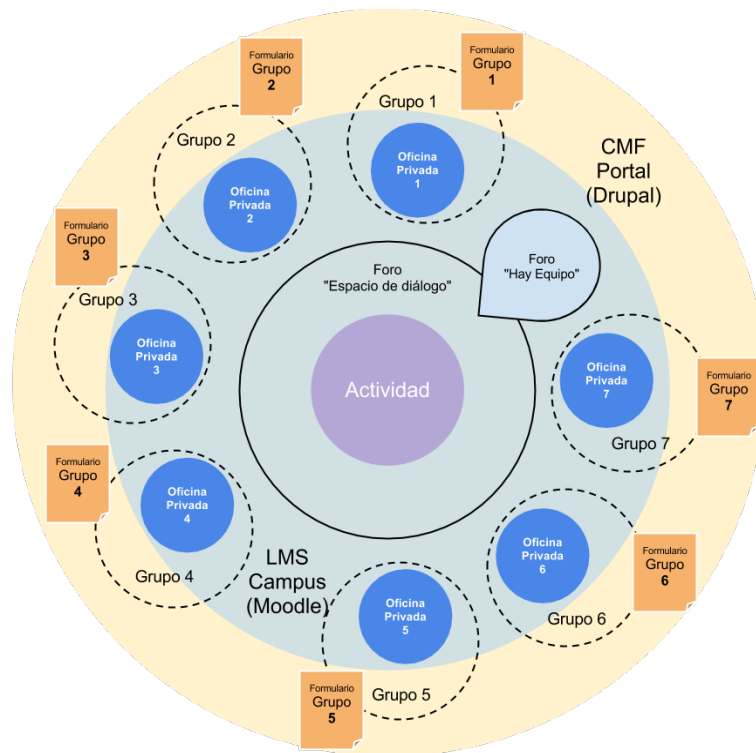 Formulario
Grupo
1
Formulario
Grupo
2
Grupo 1
Grupo 2
Oficina
Privada
1
CMF
Portal
(Drupal)
Oficina
Privada
2
Formulario
Grupo
3
Foro
"Hay Equipo"
Foro
"Espacio de diálogo"
Grupo 3
Oficina
Privada
3
Oficina
Privada
7
Actividad
Formulario
Grupo
7
Grupo 7
Formulario
Grupo
4
Oficina
Privada
4
Grupo 4
LMS
Campus
(Moodle)
Oficina
Privada
6
Formulario
Grupo
6
Grupo 6
Oficina
Privada
5
Formulario
Grupo
5
Grupo 5